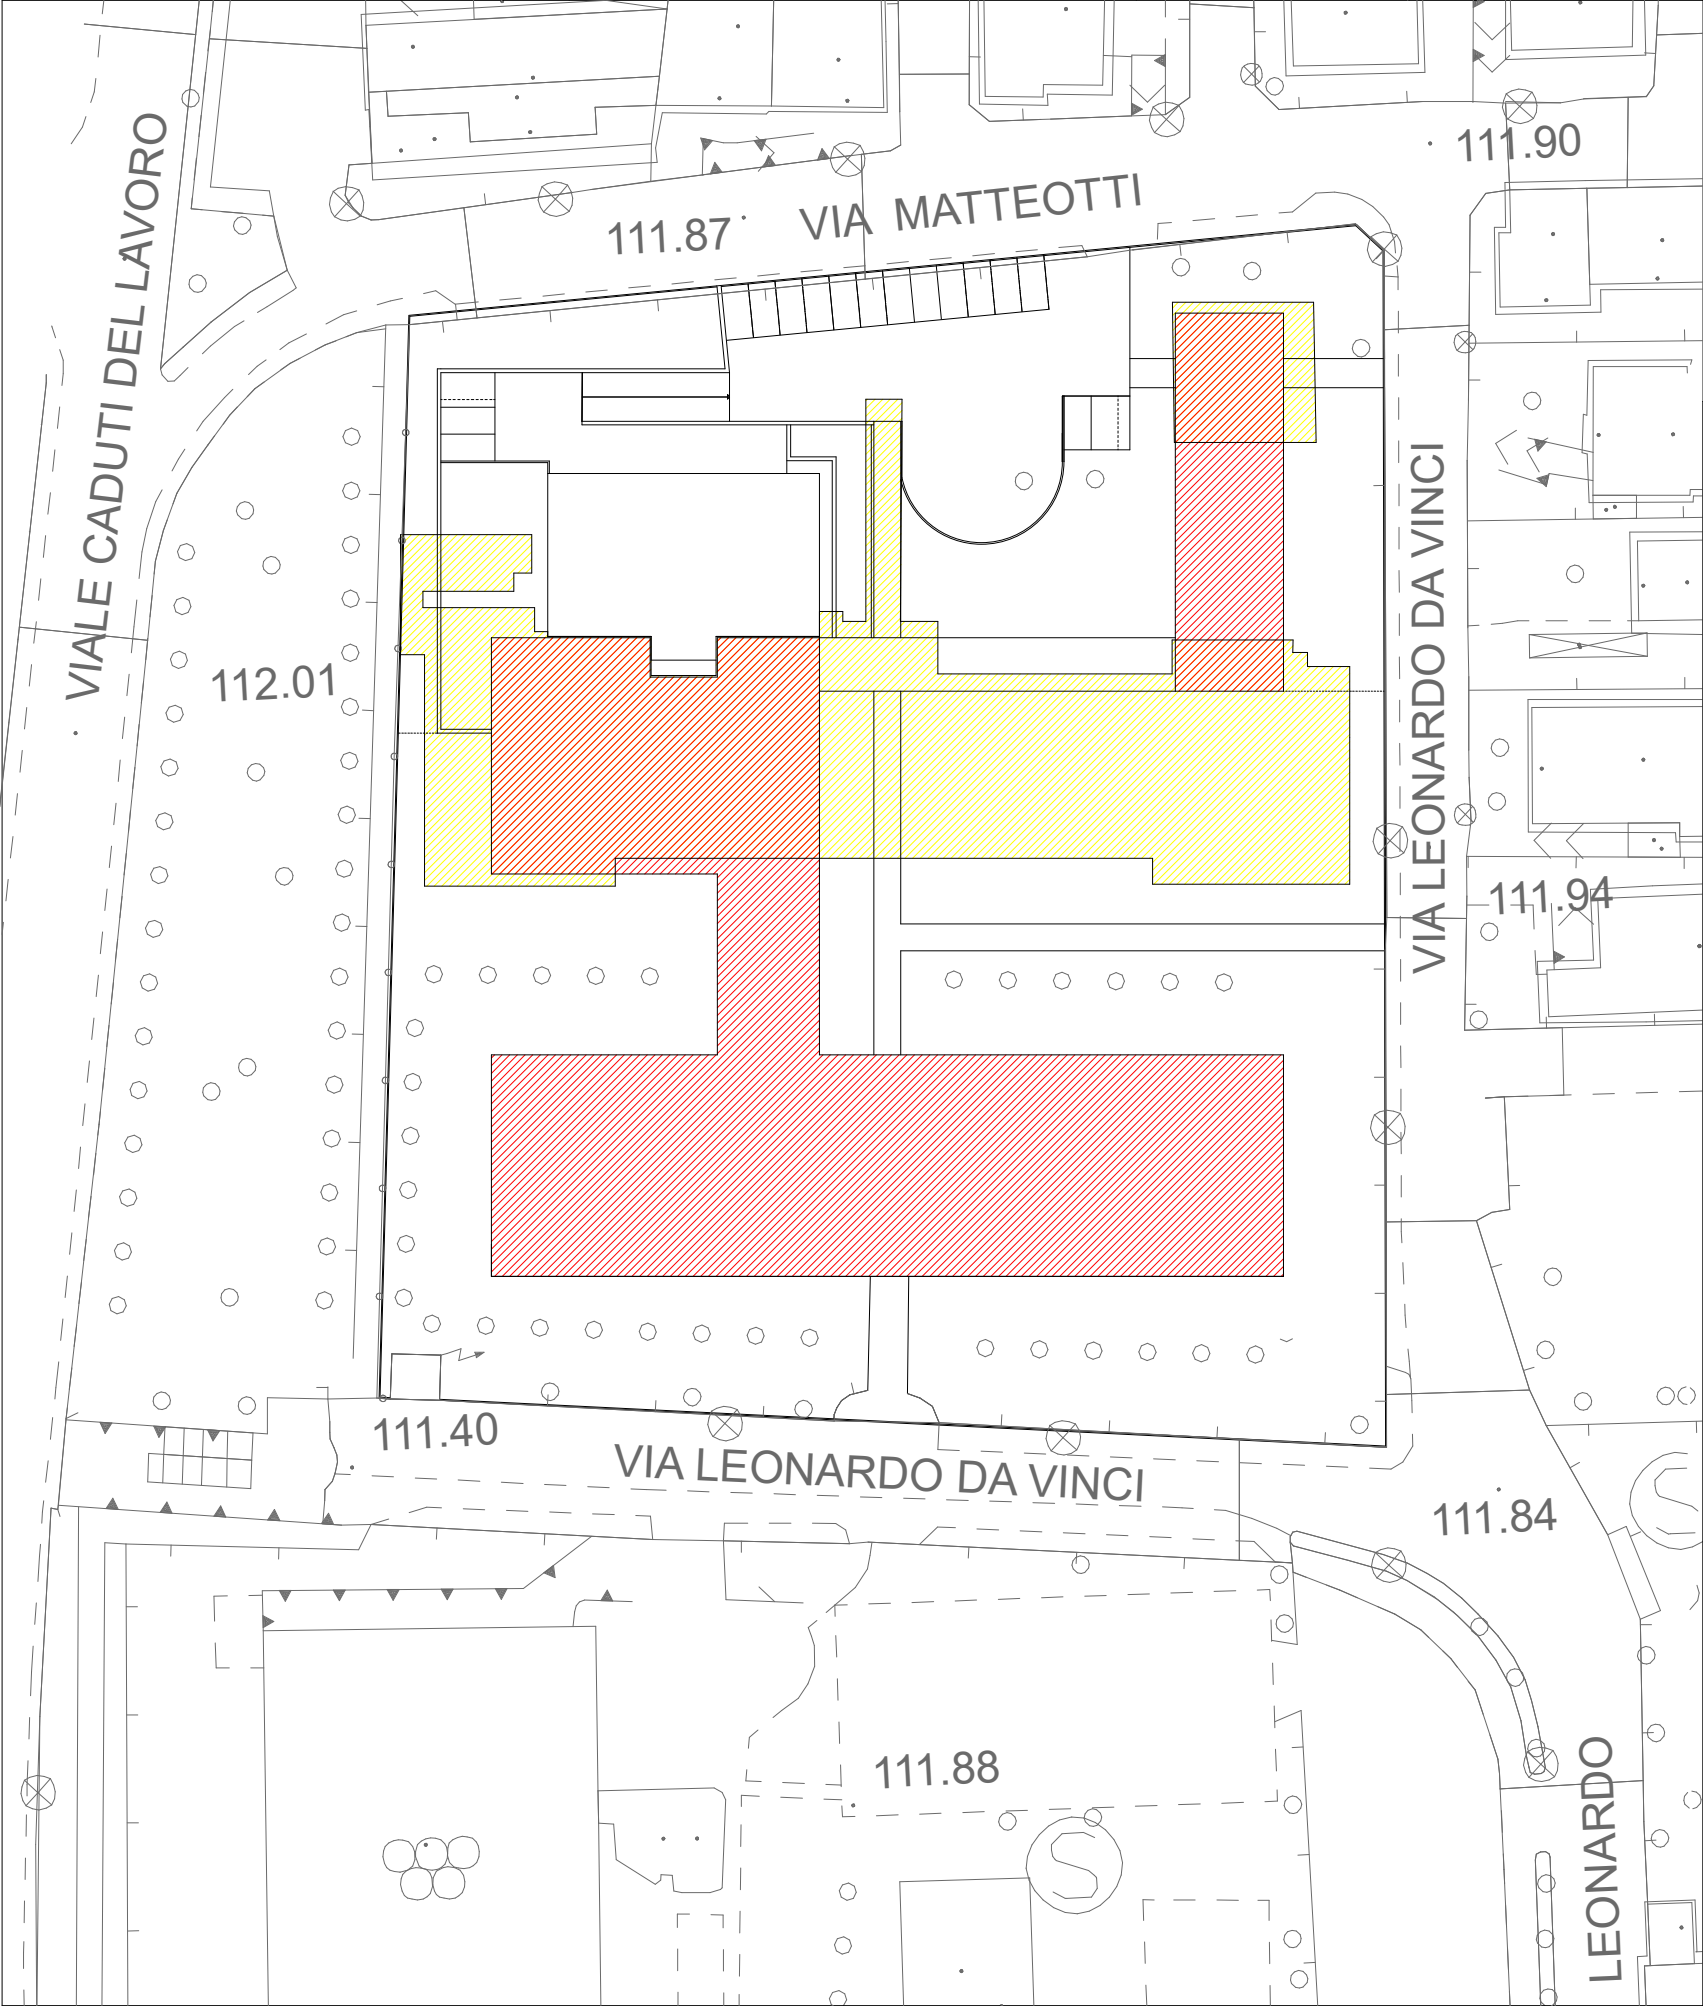 111.90
VIA MATTEOTTI
111.87
VIALE CADUTI DEL LAVORO
112.01
VIA LEONARDO DA VINCI
111.94
111.40
VIA LEONARDO DA VINCI
111.84
S
111.88
S
LEONARDO